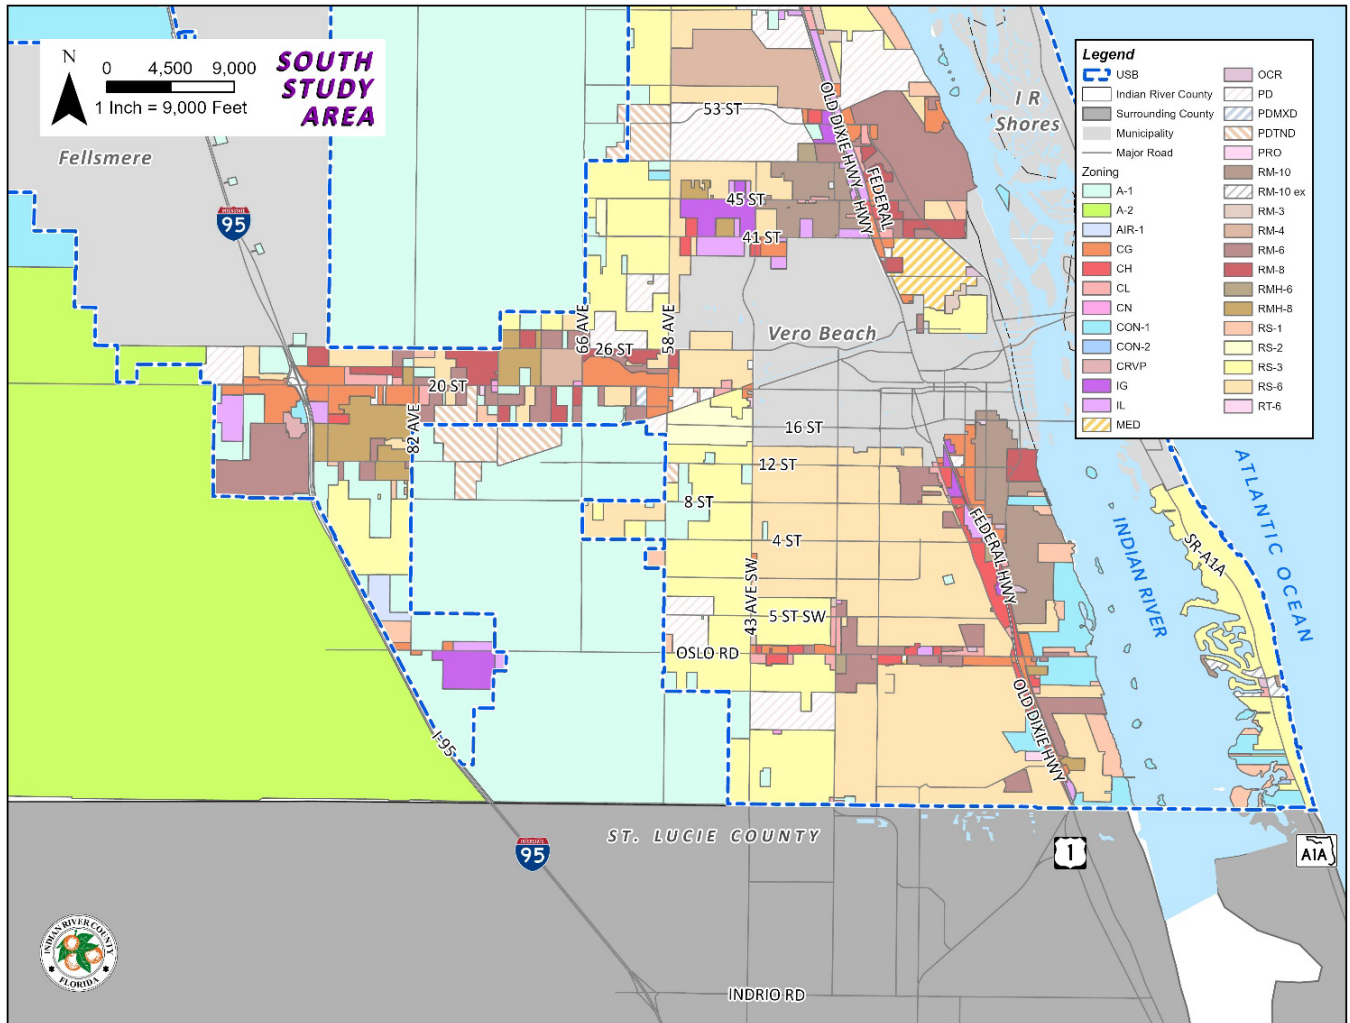 N
0 4,500 9,000
1 Inch = 9,000 Feet
SOUTH
STUDY
AREA
Fellsmere
INTERSTATE
95
53 ST
OLD DIXIE HWY
FEDERAL HWY
45 ST
41 ST
I R
Shores
66 AVE
58 AVE
Vero Beach
26 ST
20 ST
82 AVE
16 ST
12 ST
8 ST
4 ST
43 AVE SW
5 ST SW
OSLO RD
FEDERAL HWY
OLD DIXIE HWY
I-95
INDIAN RIVER
SR-A1A
ATLANTIC OCEAN
ST. LUCIE COUNTY
INTERSTATE
95
1
A1A
INDRIO RD
INDIAN RIVER COUNTY
FLORIDA
Legend
USB
Indian River County
Surrounding County
Municipality
Major Road
Zoning
A-1
A-2
AIR-1
CG
CH
CL
CN
CON-1
CON-2
CRVP
IG
IL
MED
OCR
PD
PDMXD
PDTND
PRO
RM-10
RM-10 ex
RM-3
RM-4
RM-6
RM-8
RMH-6
RMH-8
RS-1
RS-2
RS-3
RS-6
RT-6